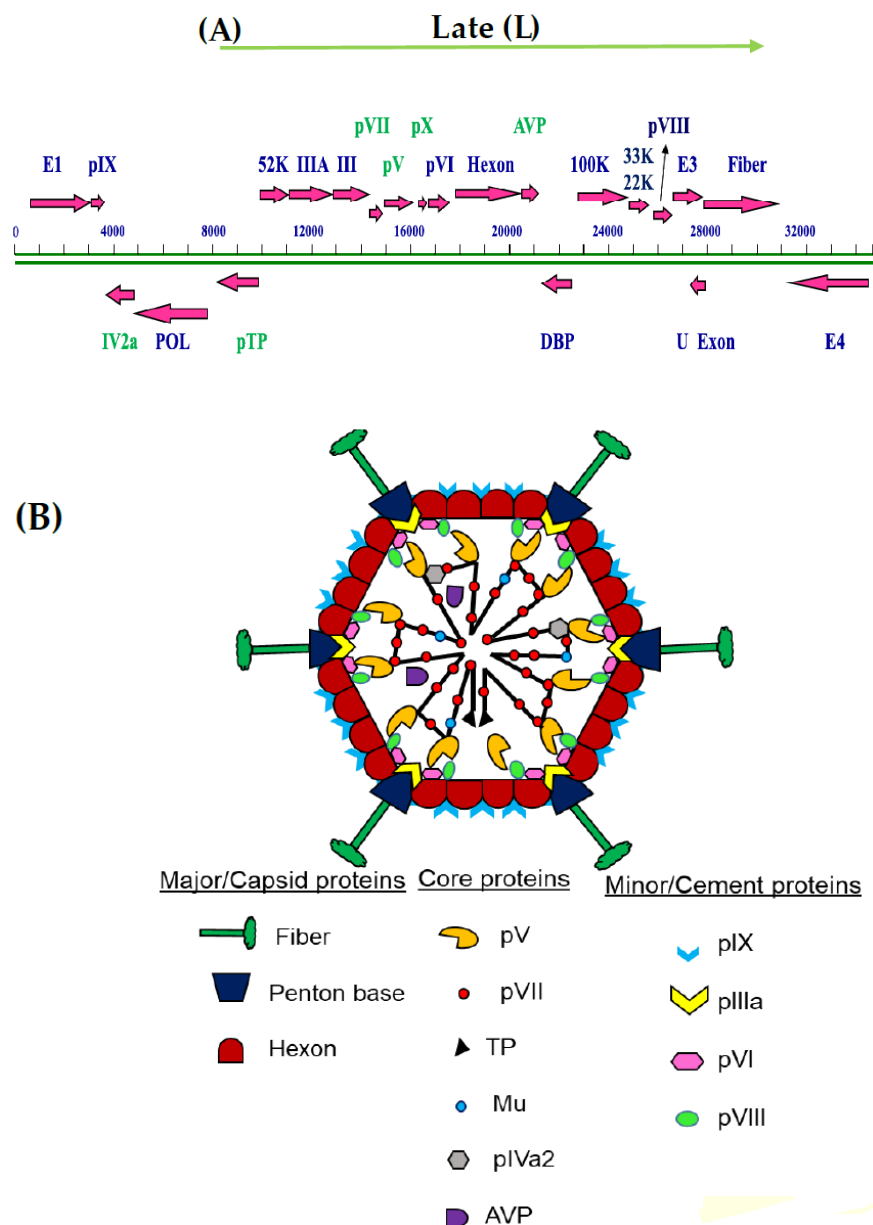 (A) Late (L)
pVII pX AVP pVIII
E1 pIX 52K IIIA III pV pVI Hexon 100K 33K 22K E3 Fiber
0 4000 8000 12000 16000 20000 24000 28000 32000
IV2a POL pTP DBP U Exon E4
(B)
Major/Capsid proteins Core proteins Minor/Cement proteins
Fiber pV pIX
Penton base pVII pIIIa
Hexon TP pVI
Mu pVIII
pIVa2
AVP